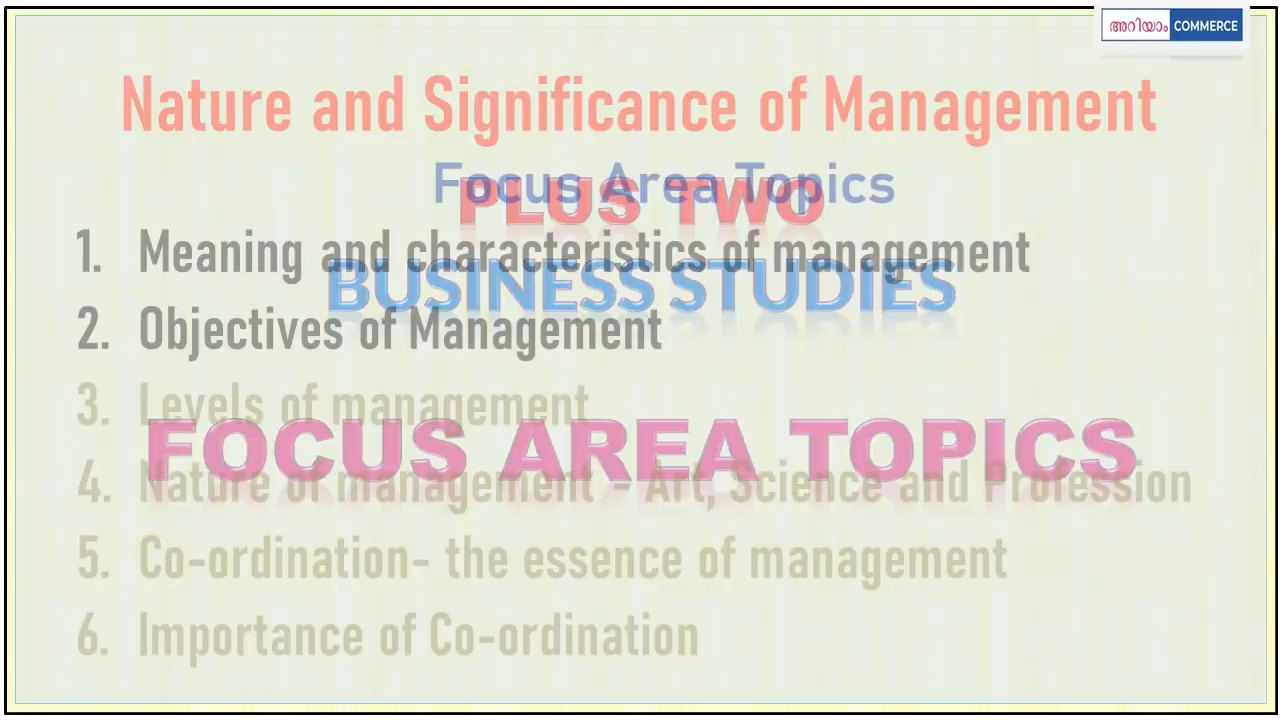 അറിയാം COMMERCE
Nature and Significance of Management
Focus Area Topics
PLUS TWO
1. Meaning and characteristics of management
BUSINESS STUDIES
2. Objectives of Management
3. Levels of management
FOCUS AREA TOPICS
4. Nature of management - Art, Science and Profession
5. Co-ordination- the essence of management
6. Importance of Co-ordination